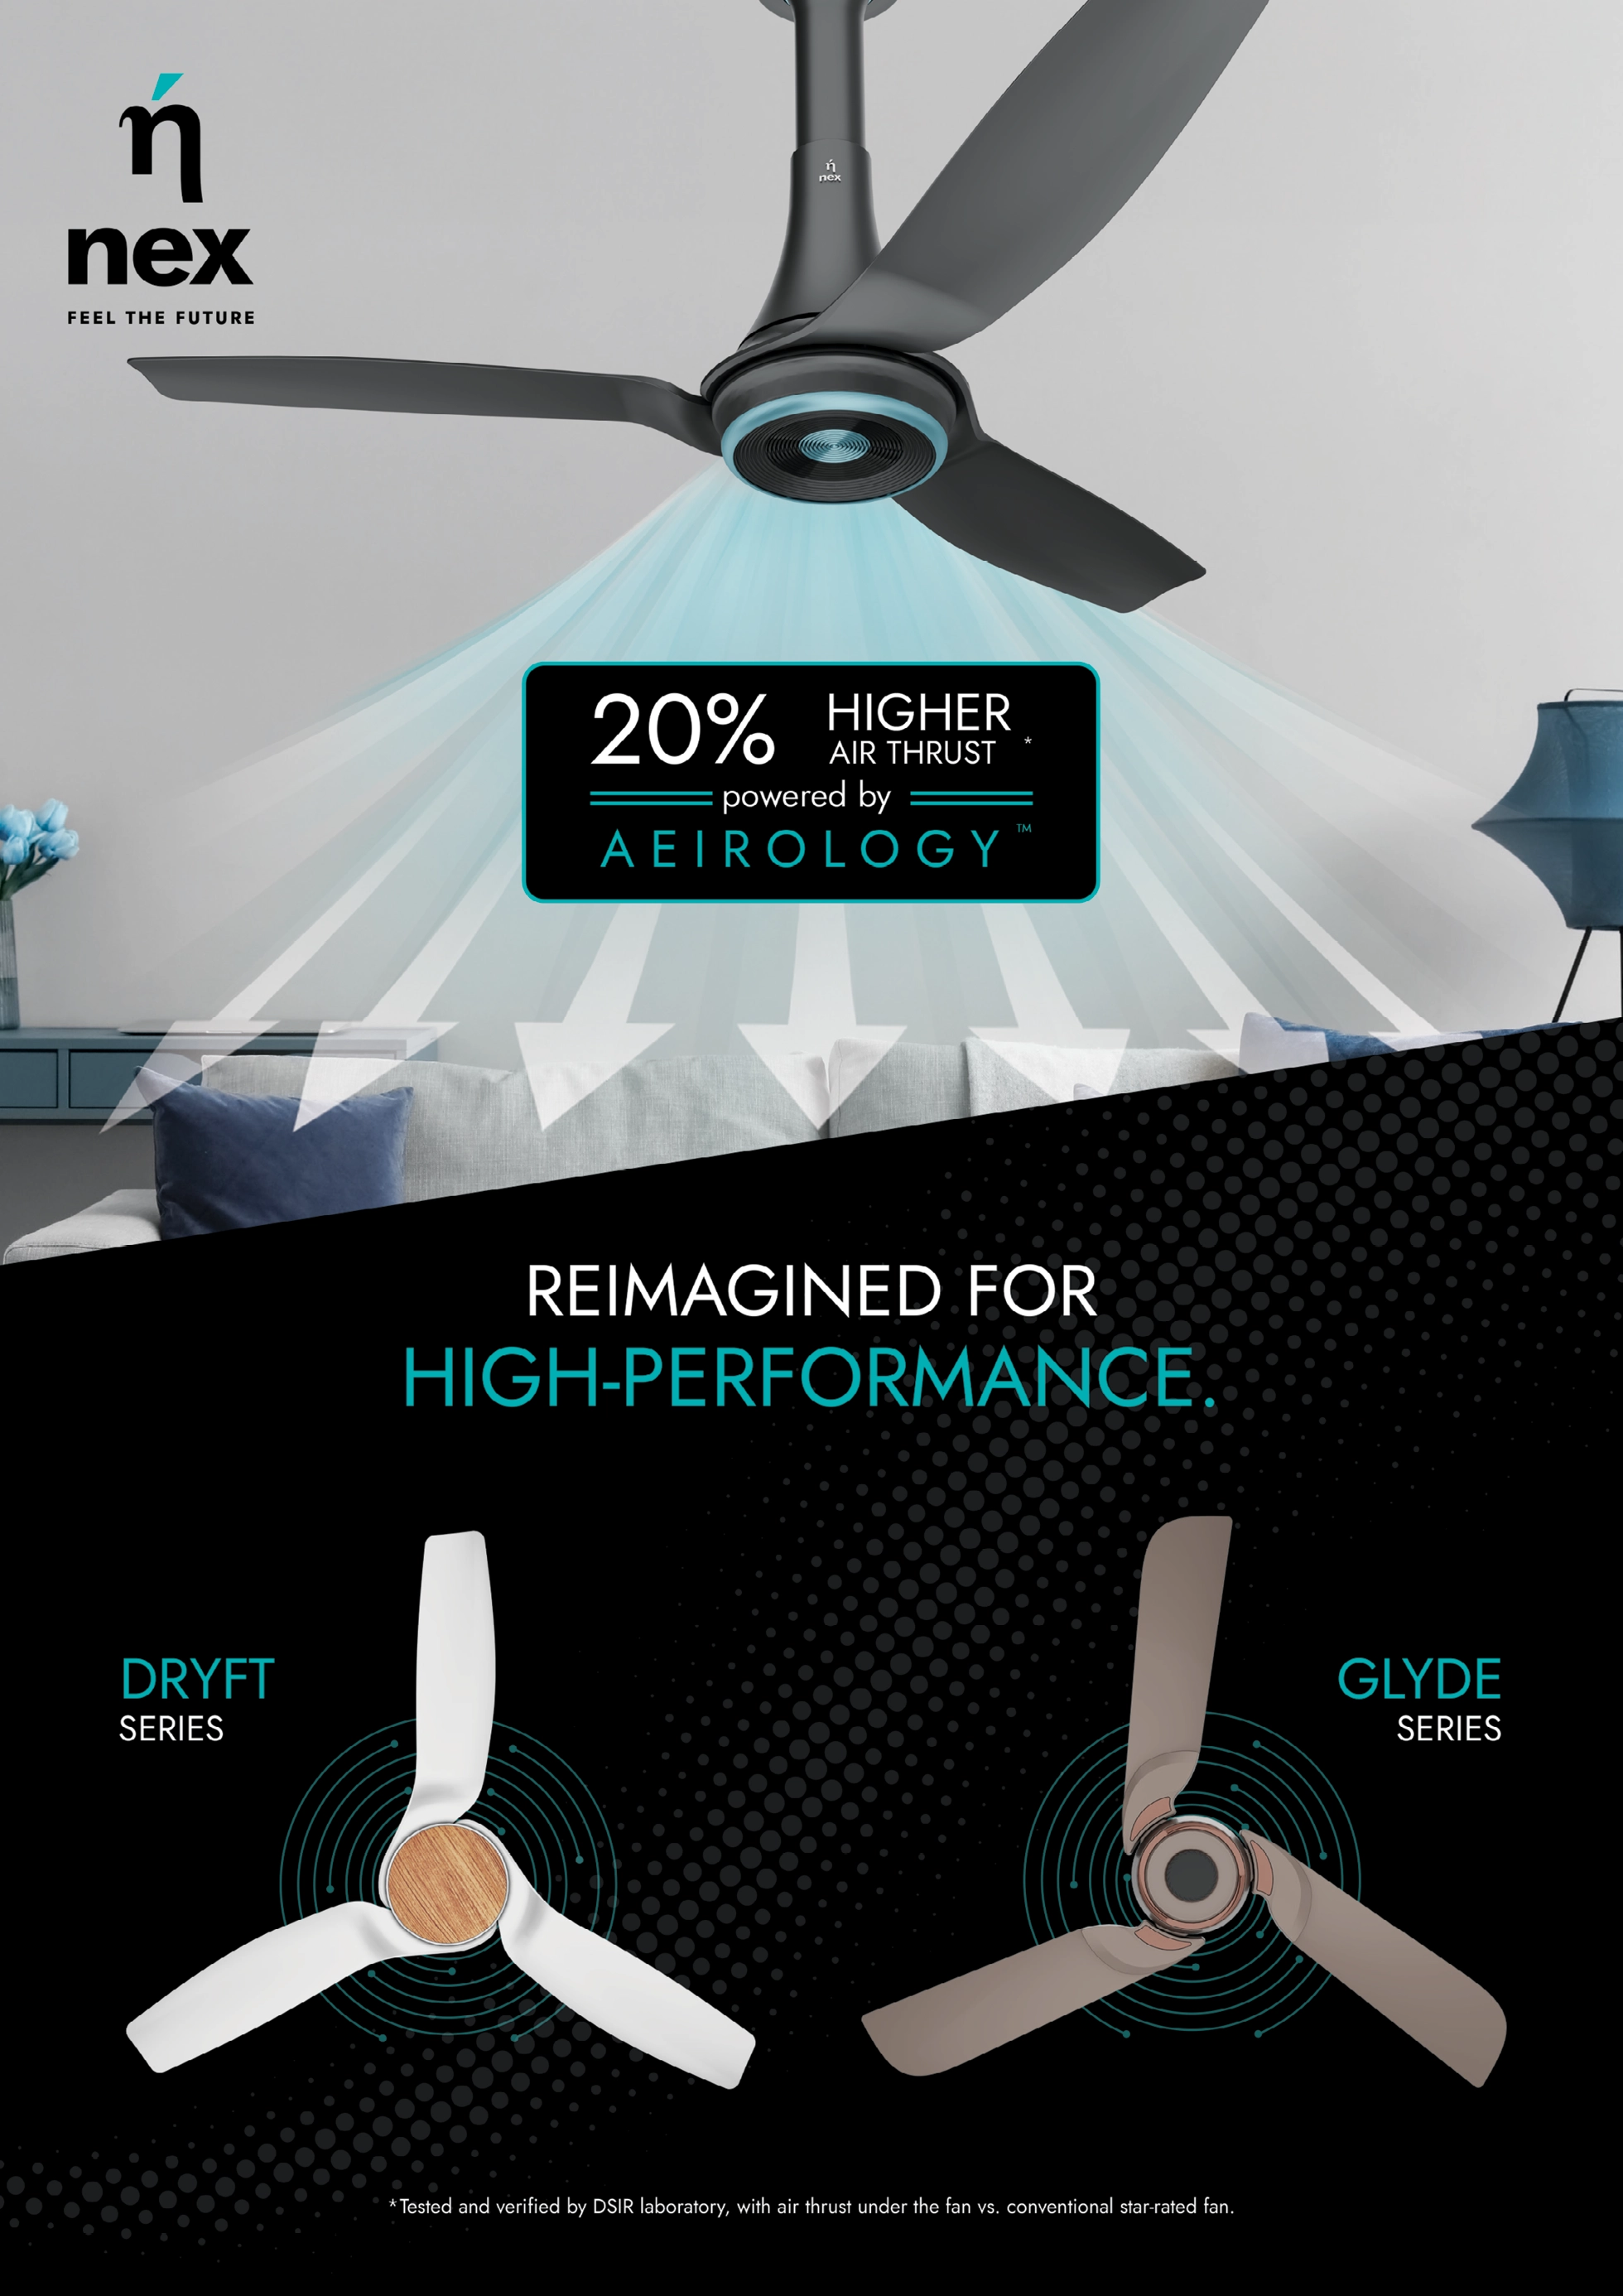 ή
nex
FEEL THE FUTURE
ή
nex
20% HIGHER
AIR THRUST *
powered by
AEIROLOGY™
REIMAGINED FOR
HIGH-PERFORMANCE.
DRYFT
SERIES
GLYDE
SERIES
*Tested and verified by DSIR laboratory, with air thrust under the fan vs. conventional star-rated fan.